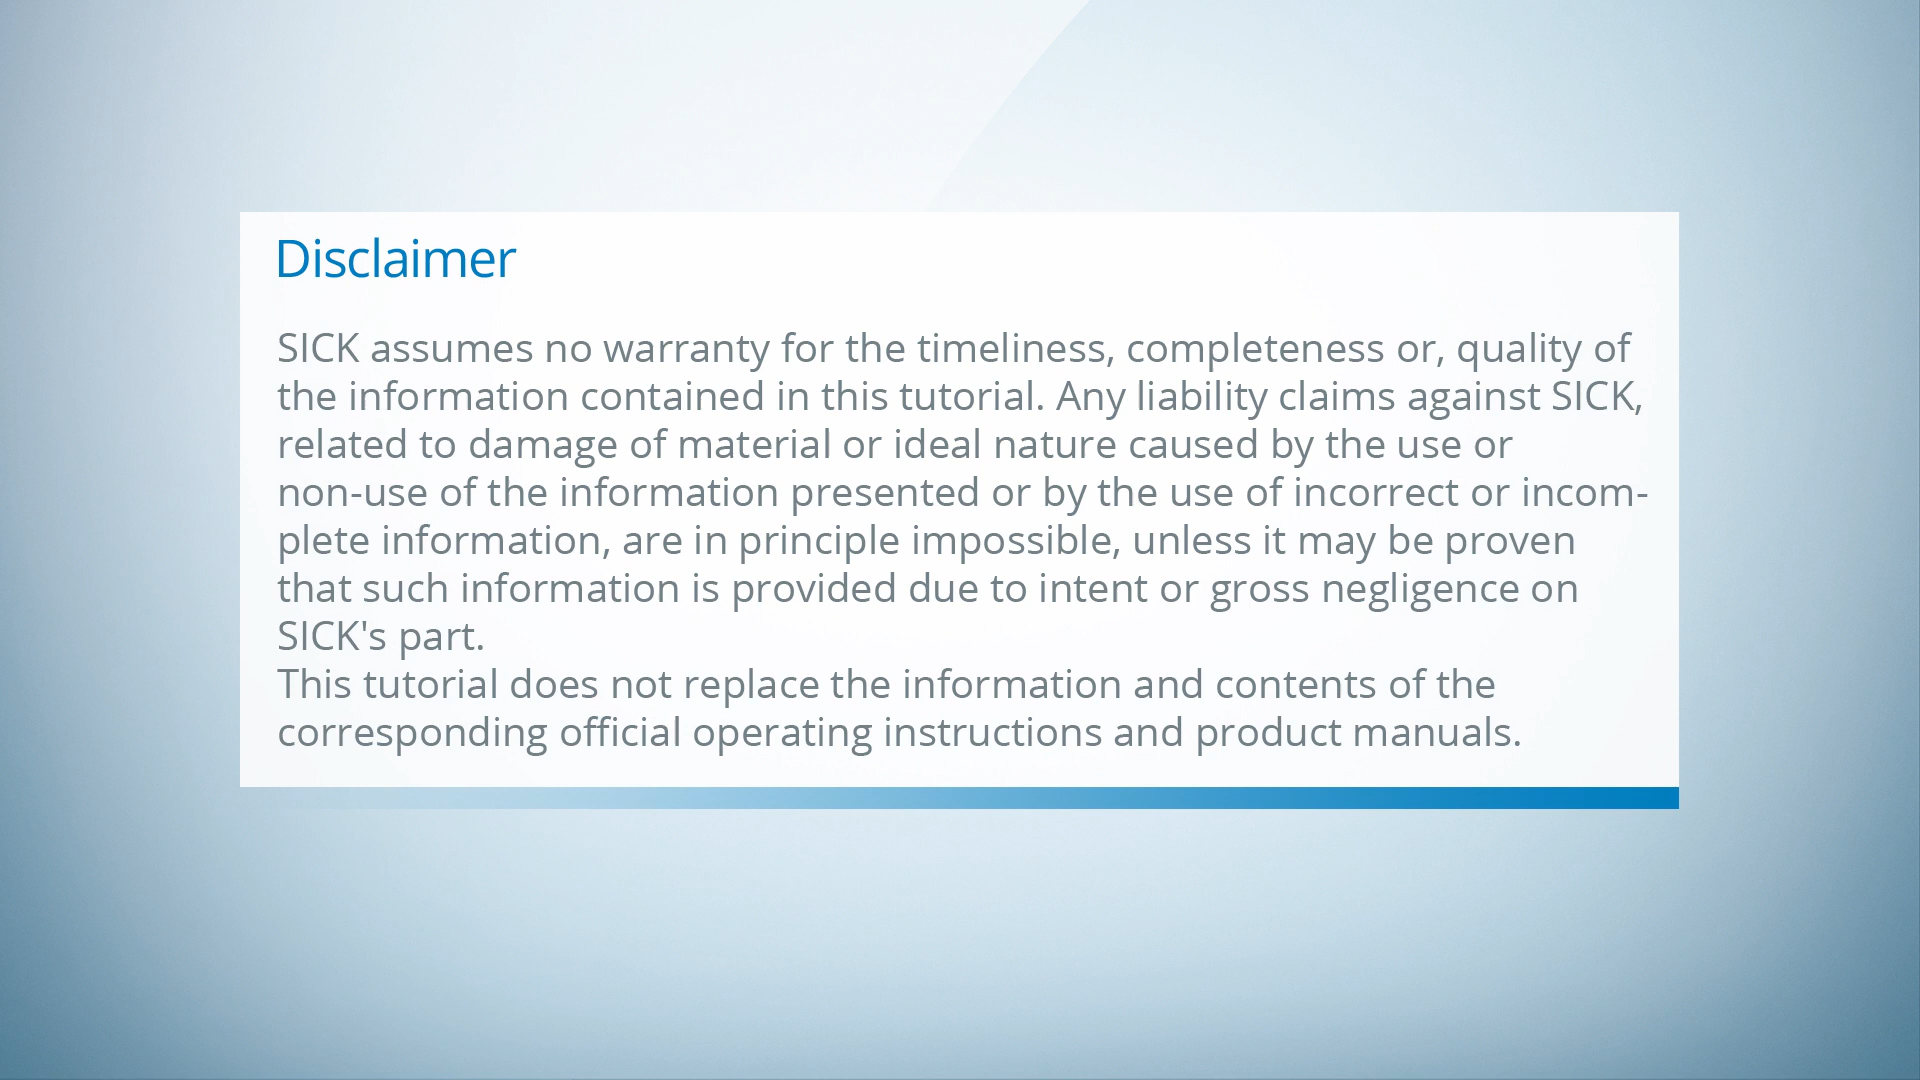 Disclaimer
SICK assumes no warranty for the timeliness, completeness or, quality of
the information contained in this tutorial. Any liability claims against SICK,
related to damage of material or ideal nature caused by the use or
non-use of the information presented or by the use of incorrect or incom-
plete information, are in principle impossible, unless it may be proven
that such information is provided due to intent or gross negligence on
SICK's part.
This tutorial does not replace the information and contents of the
corresponding official operating instructions and product manuals.